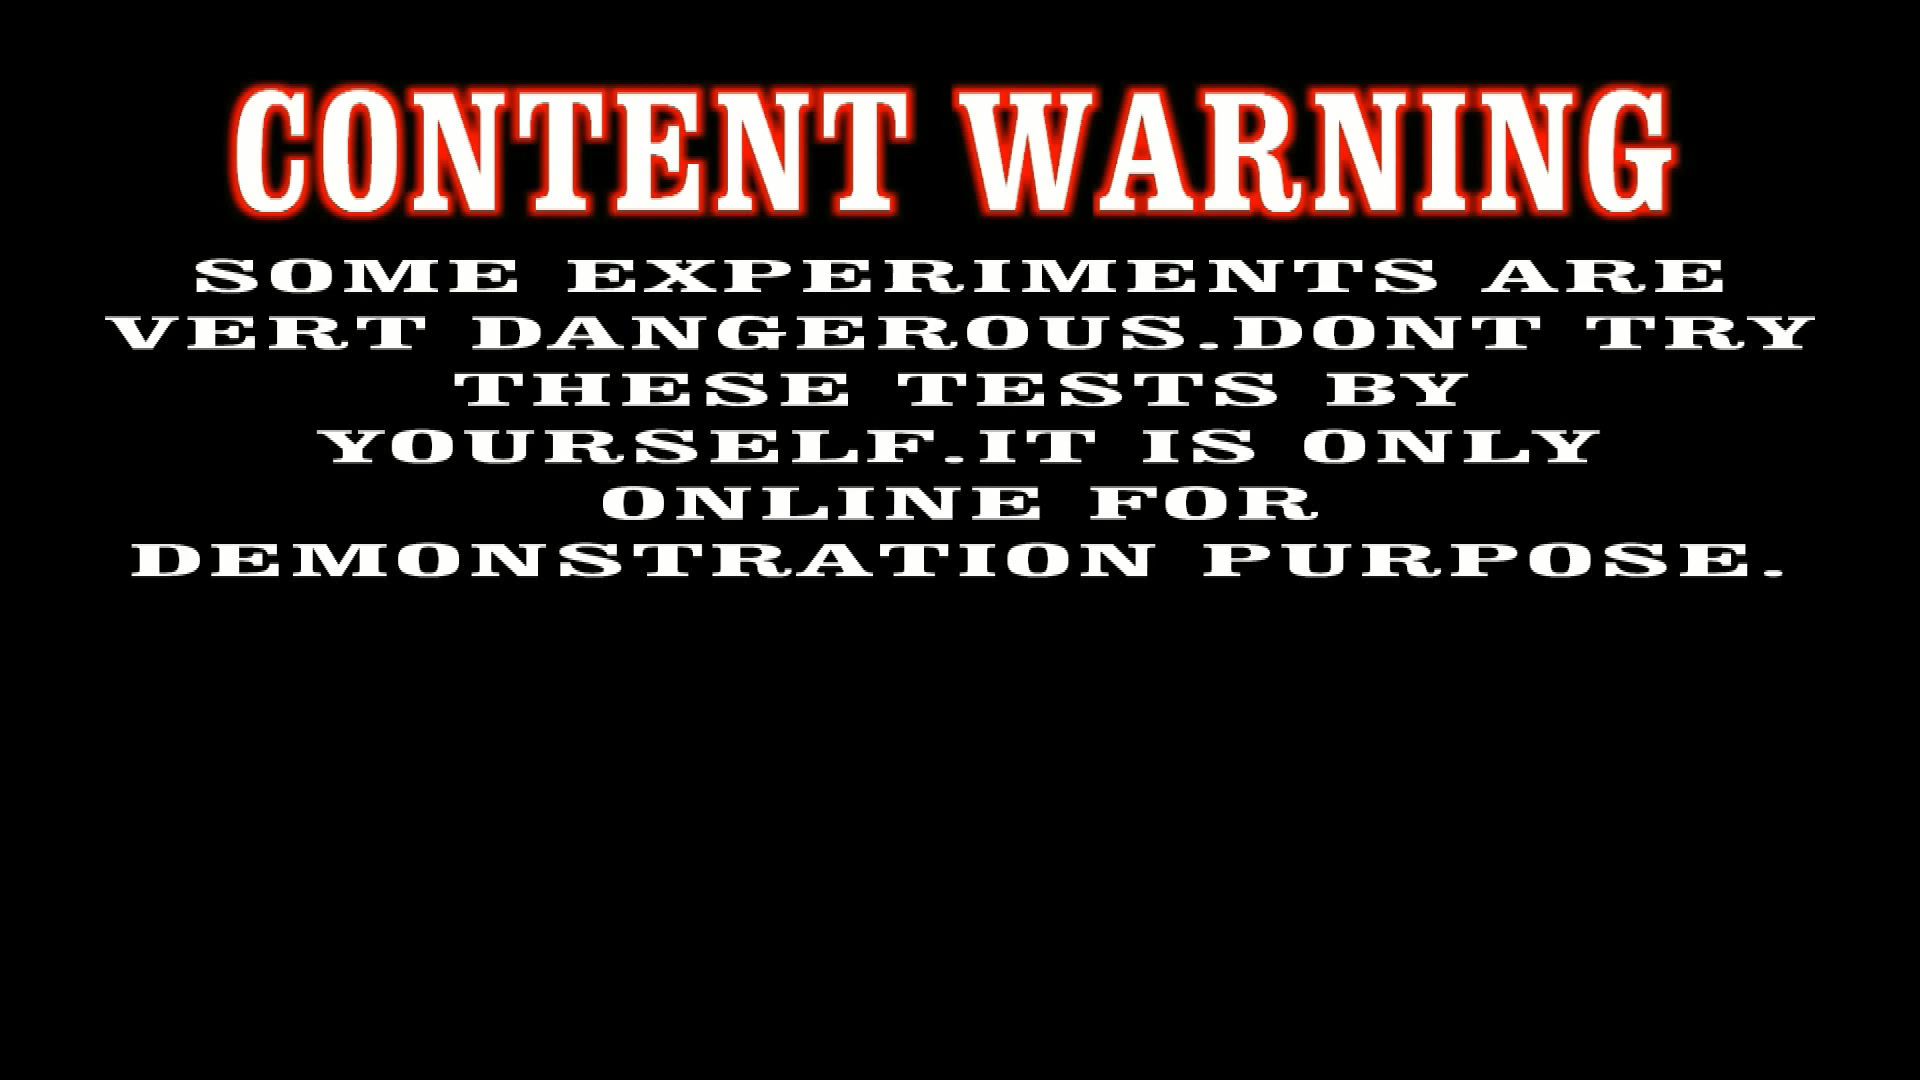 CONTENT WARNING
SOME EXPERIMENTS ARE
VERT DANGEROUS.DONT TRY
THESE TESTS BY
YOURSELF.IT IS ONLY
ONLINE FOR
DEMONSTRATION PURPOSE.